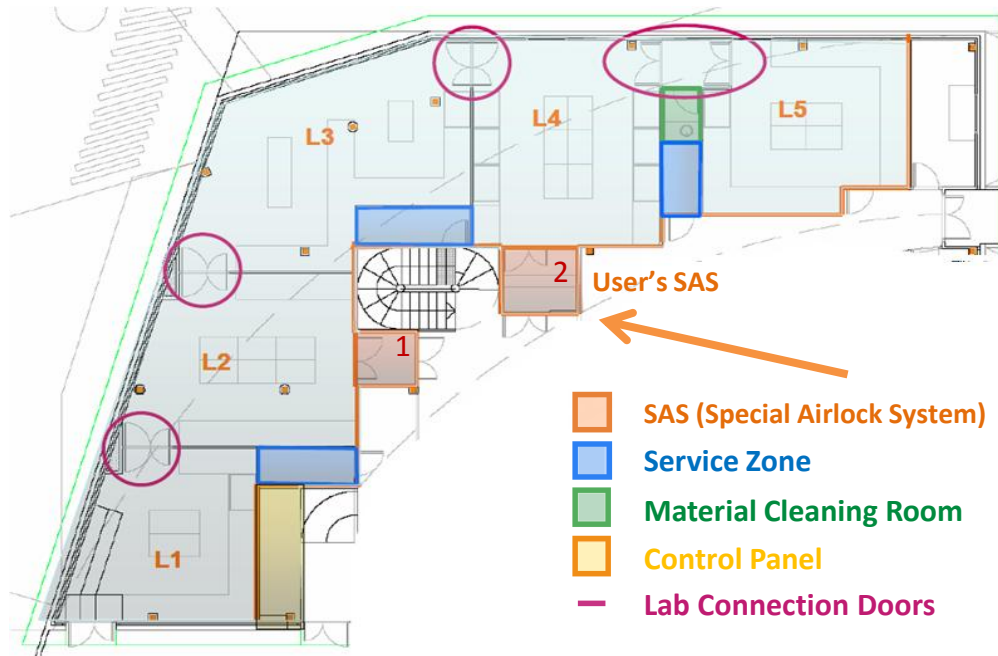 L3
L4
L5
2
User's SAS
1
L2
L1
SAS (Special Airlock System)
Service Zone
Material Cleaning Room
Control Panel
Lab Connection Doors